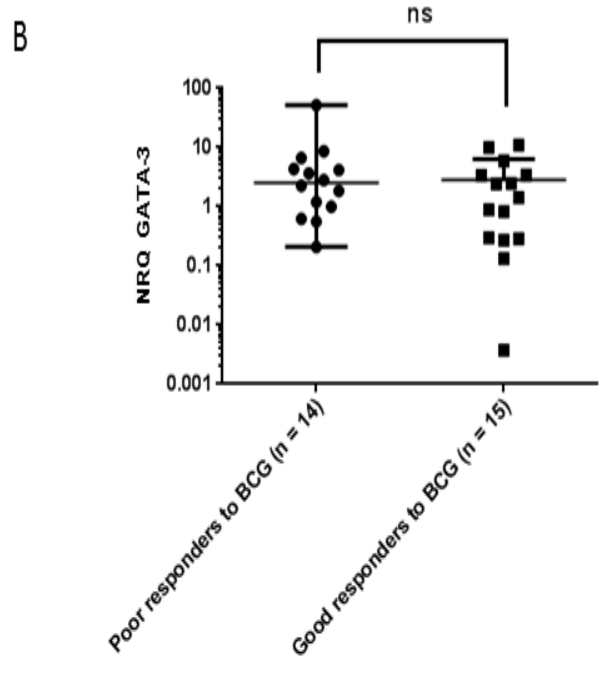 B
ns
NRQ GATA-3
100
10
1
0.1
0.01
0.001
Poor responders to BCG (n = 14)
Good responders to BCG (n = 15)